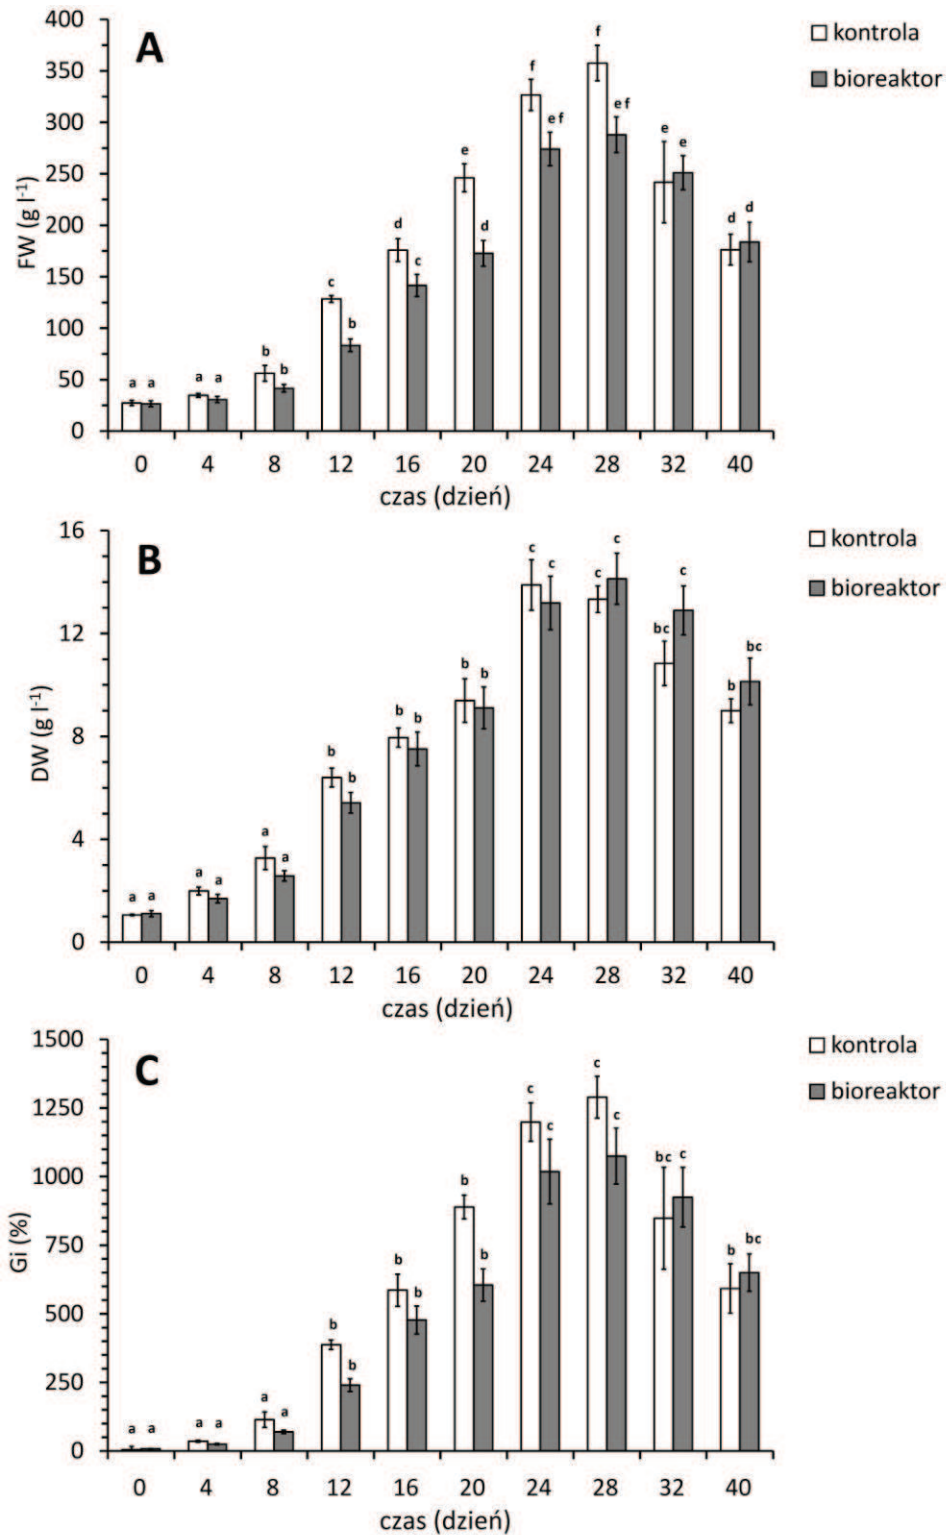 A
kontrola
bioreaktor
FW (g l⁻¹)
400
350
300
250
200
150
100
50
0
a a a a b b c b d c e d f e f f e f e e d d
0 4 8 12 16 20 24 28 32 40
czas (dzień)
B
kontrola
bioreaktor
DW (g l⁻¹)
16
12
8
4
0
a a a a a a b b b b b b c c c c bc c b bc
0 4 8 12 16 20 24 28 32 40
czas (dzień)
C
kontrola
bioreaktor
Gi (%)
1500
1250
1000
750
500
250
0
a a a a a a b b b b b b c c c c bc c b bc
0 4 8 12 16 20 24 28 32 40
czas (dzień)